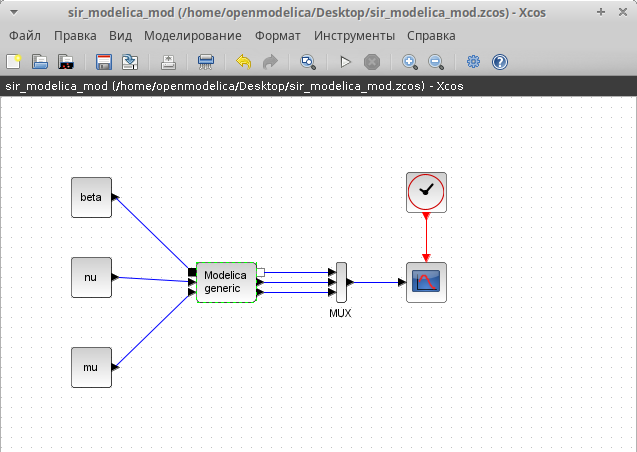 sir_modelica_mod (/home/openmodelica/Desktop/sir_modelica_mod.zcos) - Xcos
Файл Правка Вид Моделирование Формат Инструменты Справка
sir_modelica_mod (/home/openmodelica/Desktop/sir_modelica_mod.zcos) - Xcos
beta
nu
Modelica
generic
MUX
mu